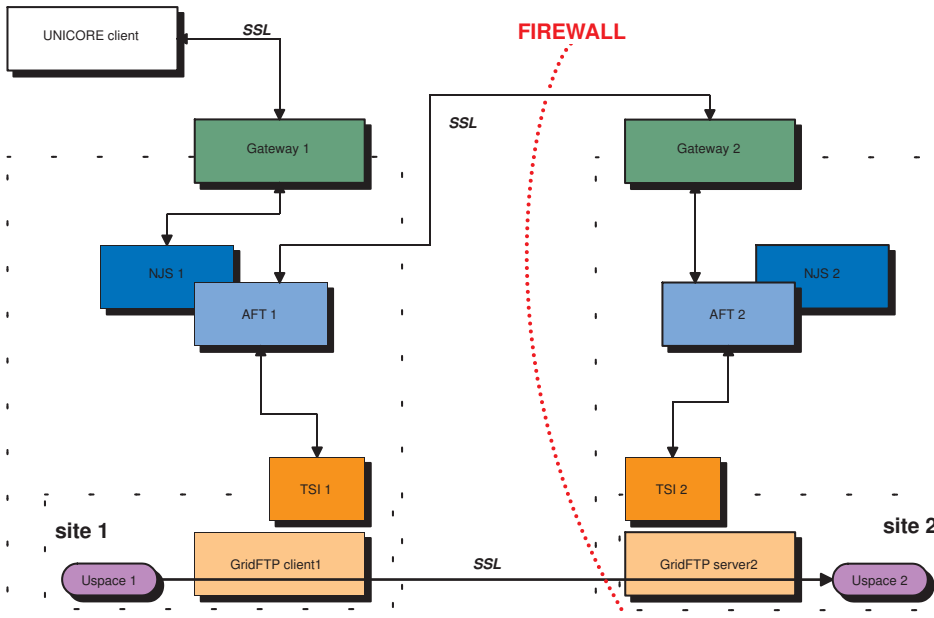 UNICORE client
SSL
FIREWALL
SSL
Gateway 1
Gateway 2
NJS 1
NJS 2
AFT 1
AFT 2
TSI 1
TSI 2
site 1
site 2
GridFTP client1
SSL
GridFTP server2
Uspace 1
Uspace 2